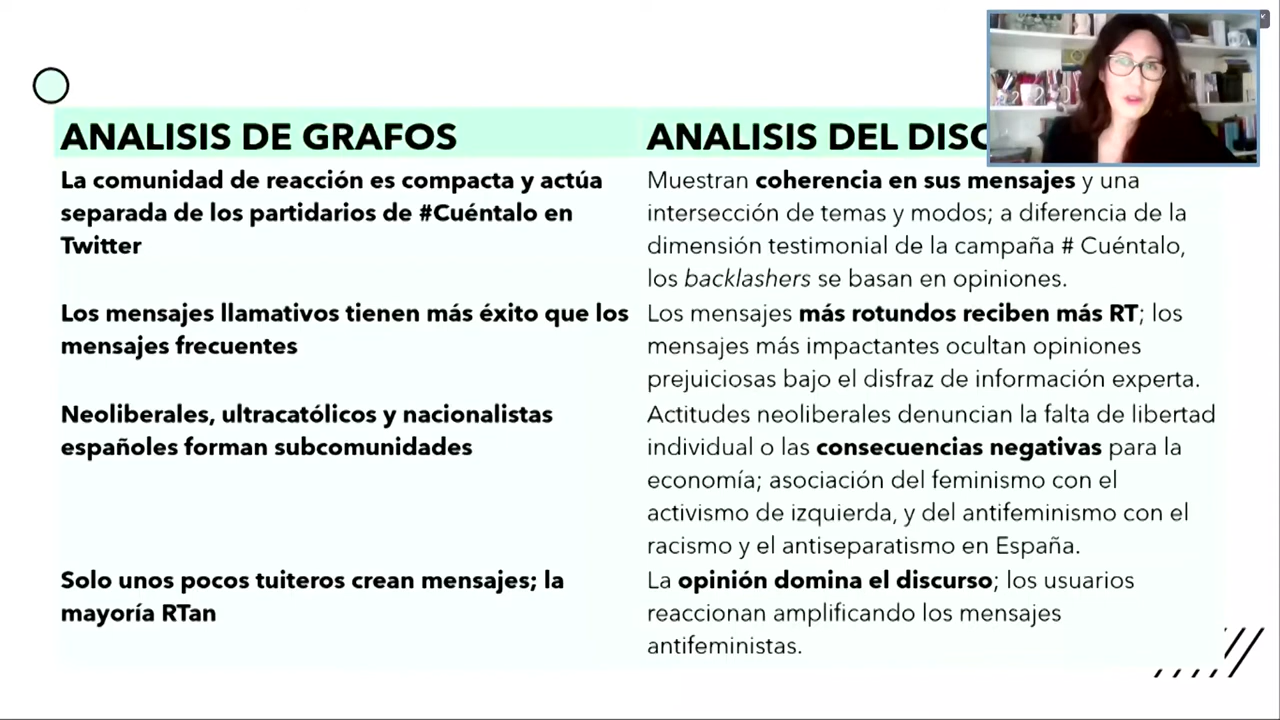 ANALISIS DE GRAFOS
La comunidad de reacción es compacta y actúa
separada de los partidarios de #Cuéntalo en
Twitter
Los mensajes llamativos tienen más éxito que los
mensajes frecuentes
Neoliberales, ultracatólicos y nacionalistas
españoles forman subcomunidades
Solo unos pocos tuiteros crean mensajes; la
mayoría RTan
ANALISIS DEL
Muestran coherencia en sus mensajes y una
intersección de temas y modos; a diferencia de la
dimensión testimonial de la campaña # Cuéntalo,
los backlashers se basan en opiniones.
Los mensajes más rotundos reciben más RT; los
mensajes más impactantes ocultan opiniones
prejuiciosas bajo el disfraz de información experta.
Actitudes neoliberales denuncian la falta de libertad
individual o las consecuencias negativas para la
economía; asociación del feminismo con el
activismo de izquierda, y del antifeminismo con el
racismo y el antiseparatismo en España.
La opinión domina el discurso; los usuarios
reaccionan amplificando los mensajes
antifeministas.